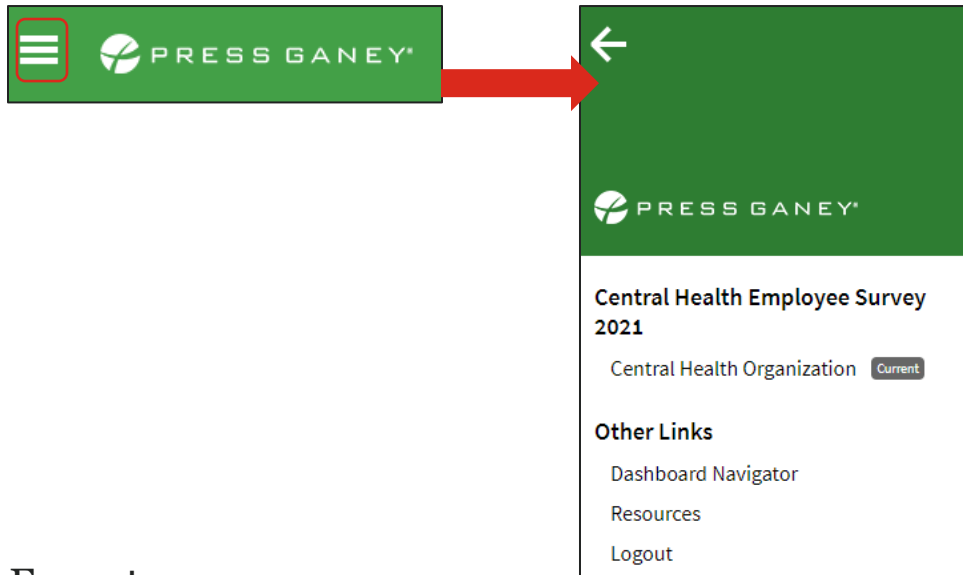 PRESS GANEY®
PRESS GANEY®
Central Health Employee Survey
2021
Central Health Organization Current
Other Links
Dashboard Navigator
Resources
Logout